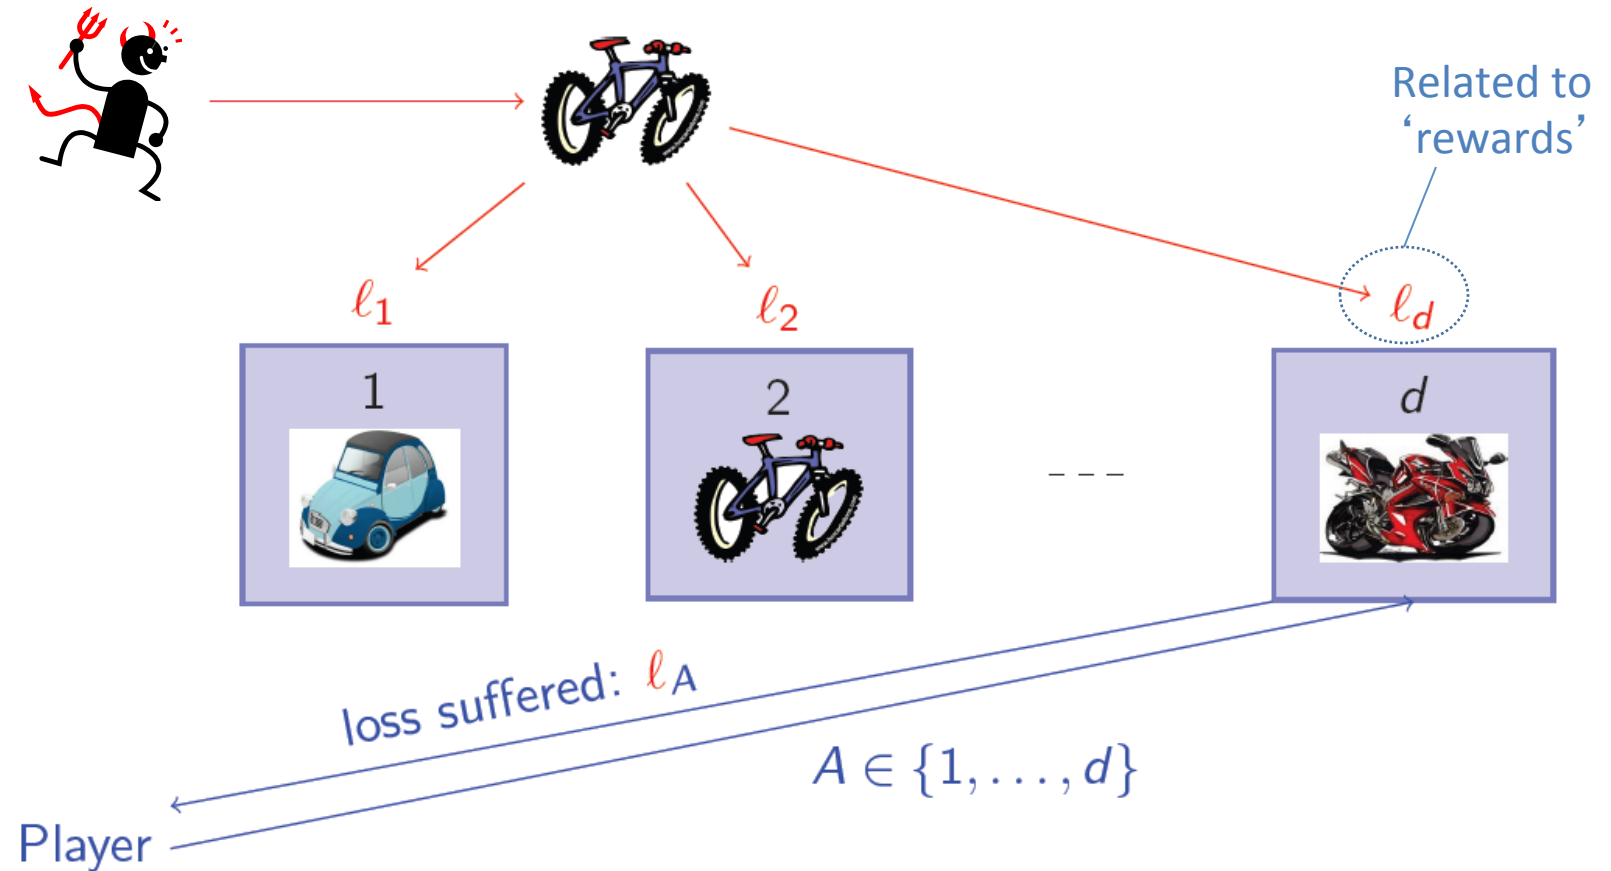 Related to
‘rewards’
ℓ1
ℓ2
ℓd
1
2
d
– – –
loss suffered: ℓA
A ∈ {1, . . . , d}
Player